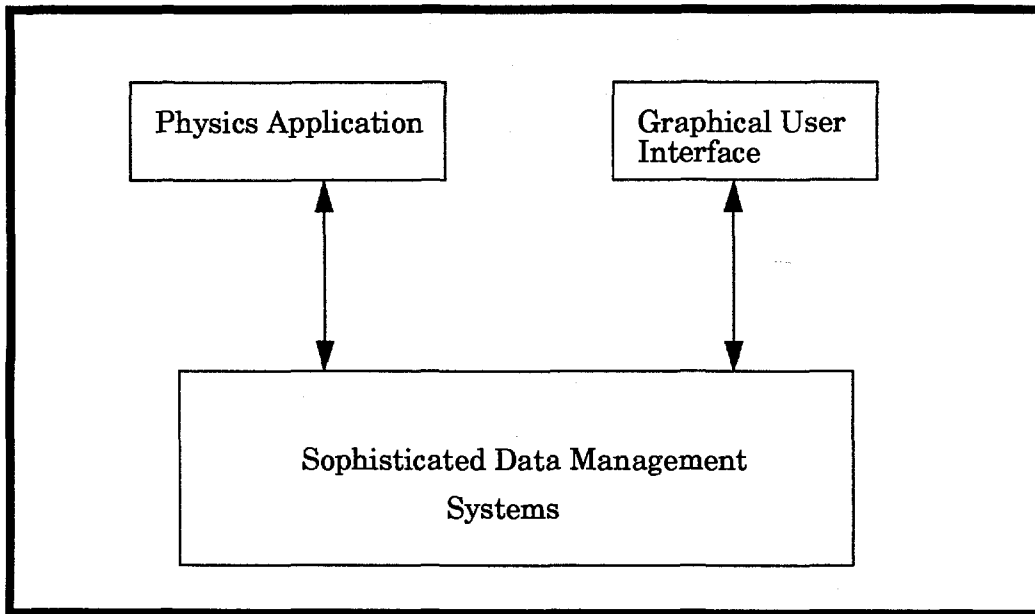 Physics Application
Graphical User
Interface
Sophisticated Data Management
Systems